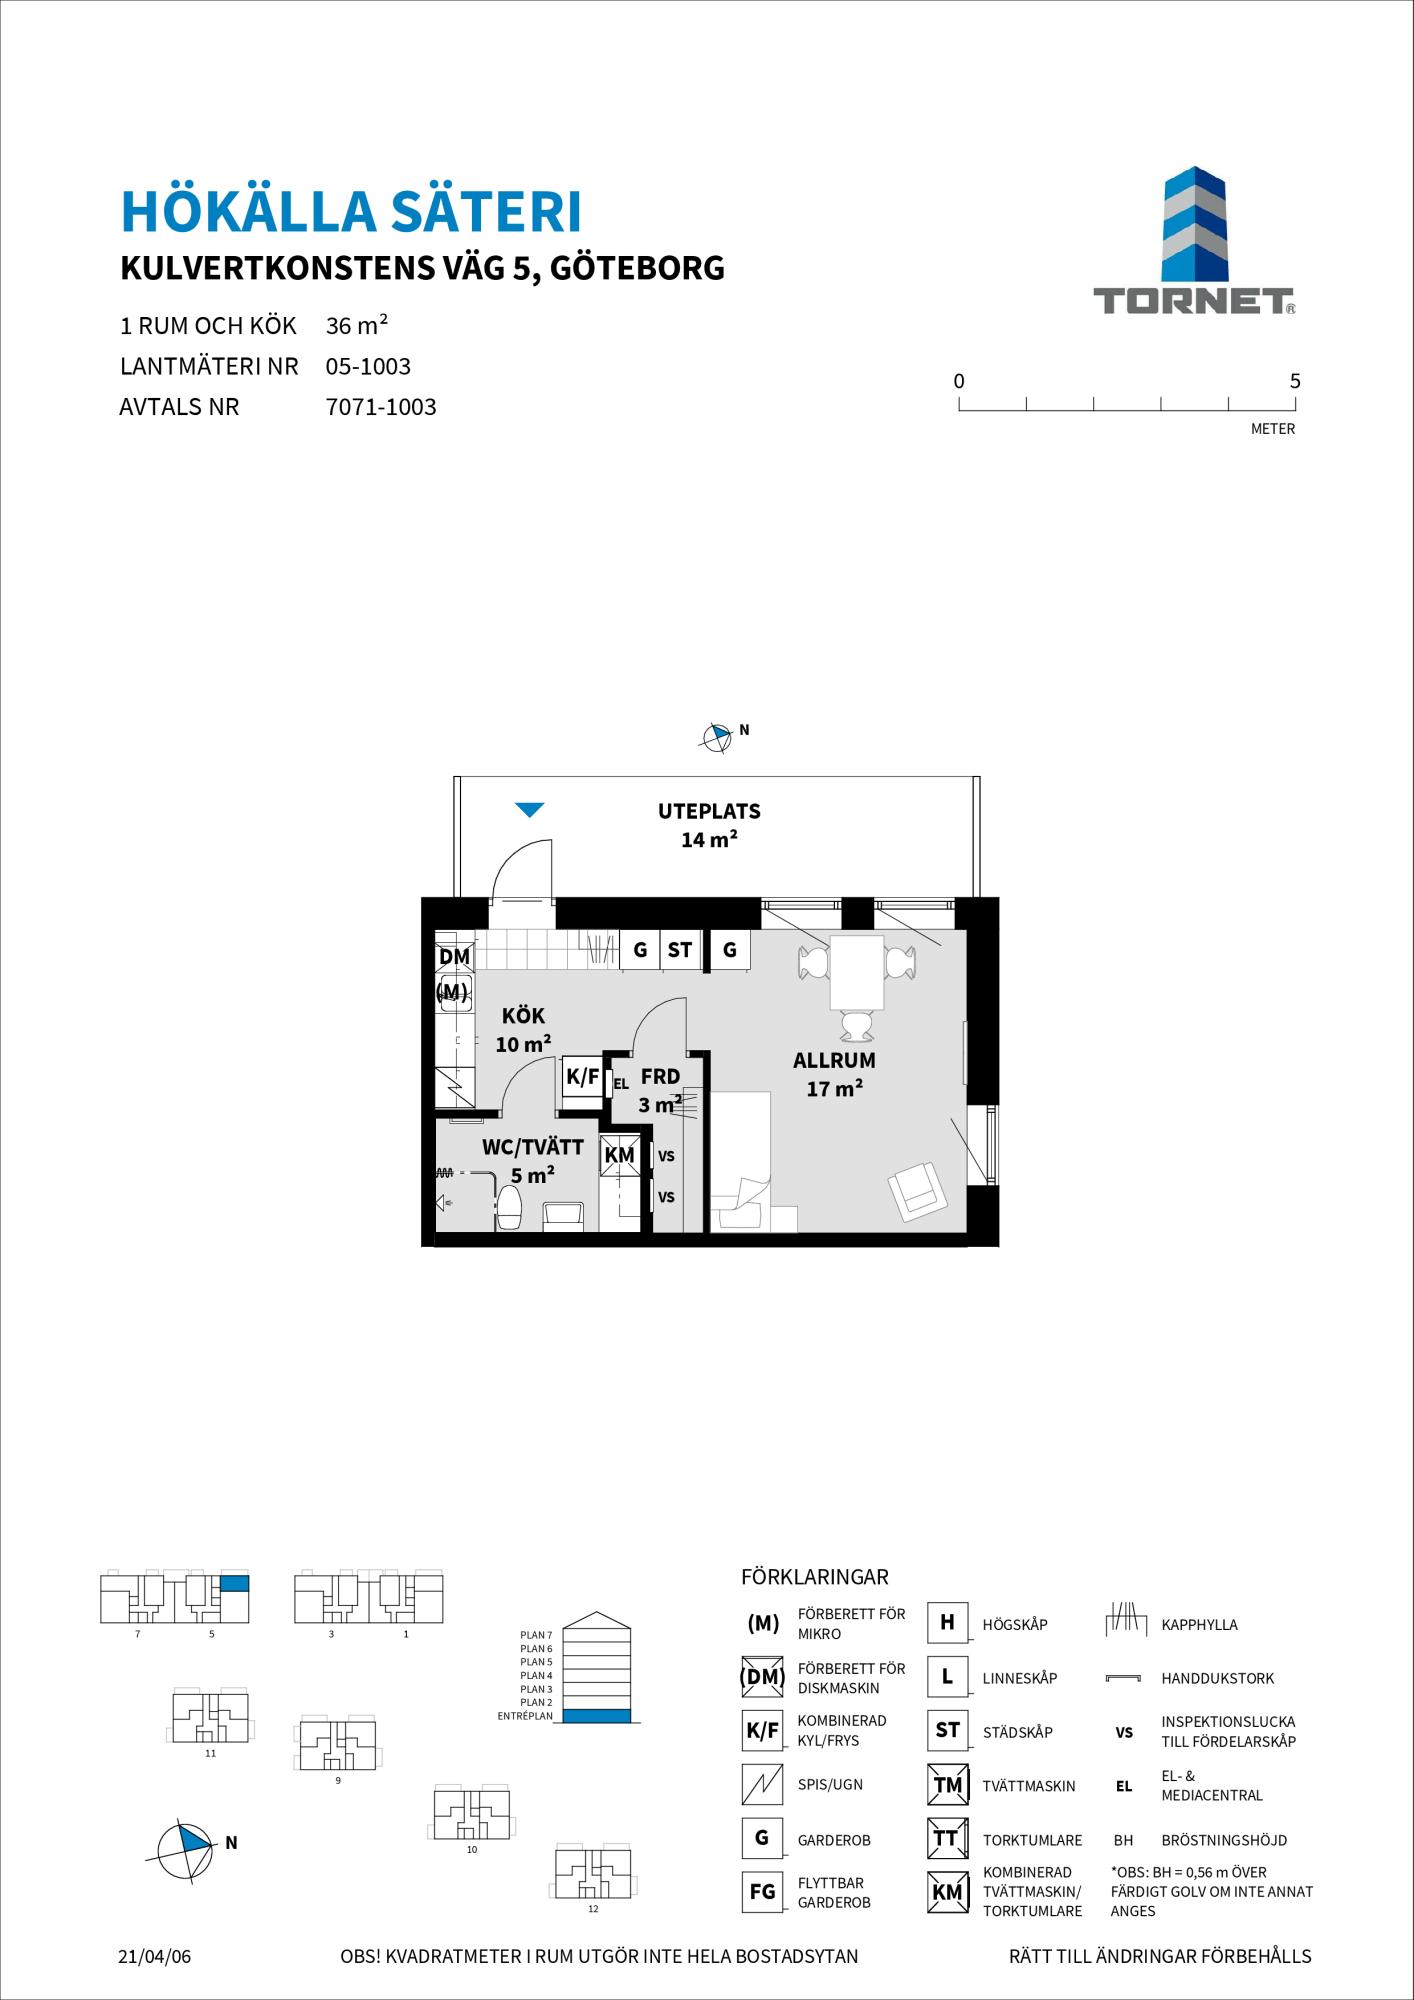 HÖKÄLLA SÄTERI
KULVERTKONSTENS VÄG 5, GÖTEBORG
1 RUM OCH KÖK 36 m²
LANTMÄTERI NR 05-1003
AVTALS NR 7071-1003
TORNET®
0 5
METER
N
UTEPLATS
14 m²
DM
G ST G
(M)
KÖK
10 m²
ALLRUM
17 m²
K/F EL FRD
3 m²
WC/TVÄTT
5 m²
KM VS
VS
7 5 3 1
11
9
10
12
N
PLAN 7
PLAN 6
PLAN 5
PLAN 4
PLAN 3
PLAN 2
ENTRÉPLAN
FÖRKLARINGAR
(M) FÖRBERETT FÖR
MIKRO
(DM) FÖRBERETT FÖR
DISKMASKIN
K/F KOMBINERAD
KYL/FRYS
SPIS/UGN
G GARDEROB
FG FLYTTBAR
GARDEROB
H HÖGSKÅP
L LINNESKÅP
ST STÄDSKÅP
TM TVÄTTMASKIN
TT TORKTUMLARE
KM KOMBINERAD
TVÄTTMASKIN/
TORKTUMLARE
KAPPHYLLA
HANDDUKSTORK
VS INSPEKTIONSLUCKA
TILL FÖRDELARSKÅP
EL EL- &
MEDIACENTRAL
BH BRÖSTNINGSHÖJD
*OBS: BH = 0,56 m ÖVER
FÄRDIGT GOLV OM INTE ANNAT
ANGES
21/04/06 OBS! KVADRATMETER I RUM UTGÖR INTE HELA BOSTADSYTAN RÄTT TILL ÄNDRINGAR FÖRBEHÅLLS